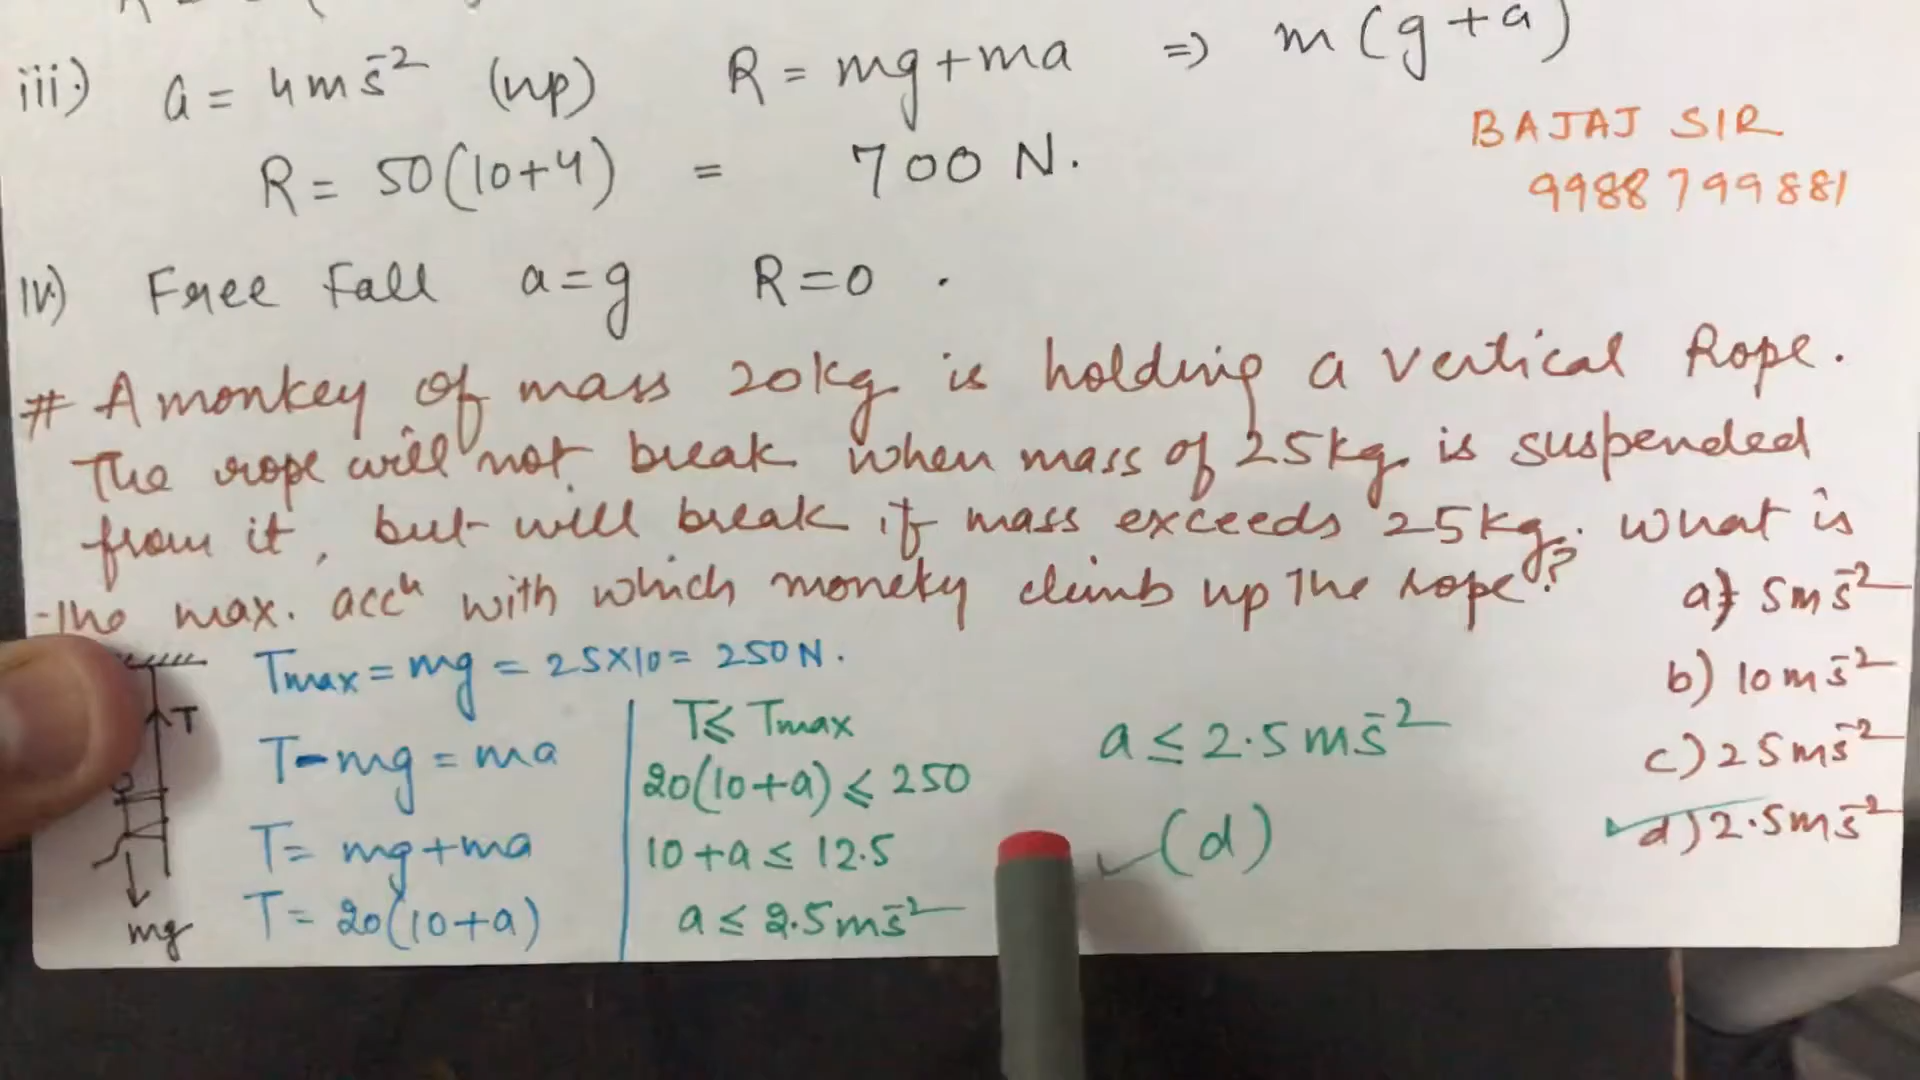 iii) a = 4ms⁻² (up) R = mg+ma ⇒ m(g+a)
BAJAJ SIR
R = 50(10+4) = 700 N.
9988799881
iv) Free Fall a=g R=0 .
# A monkey of mass 20kg is holding a vertical Rope.
The rope will not break when mass of 25kg is suspended
from it, but will break if mass exceeds 25kg. What is
the max. accⁿ with which moneky climb up the rope?
a) 5ms⁻²
Tmax = mg = 25×10 = 250N.
b) 10ms⁻²
T
T-mg = ma
T ≤ Tmax
a ≤ 2.5ms⁻²
c) 25ms⁻²
20(10+a) ≤ 250
T = mg+ma
10+a ≤ 12.5
(d)
d) 2.5ms⁻²
mg
T = 20(10+a)
a ≤ 2.5ms⁻²